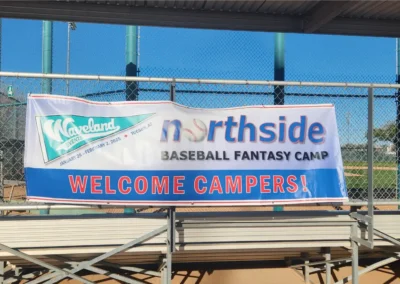 Waveland
northside
BASEBALL FANTASY CAMP
WELCOME CAMPERS!